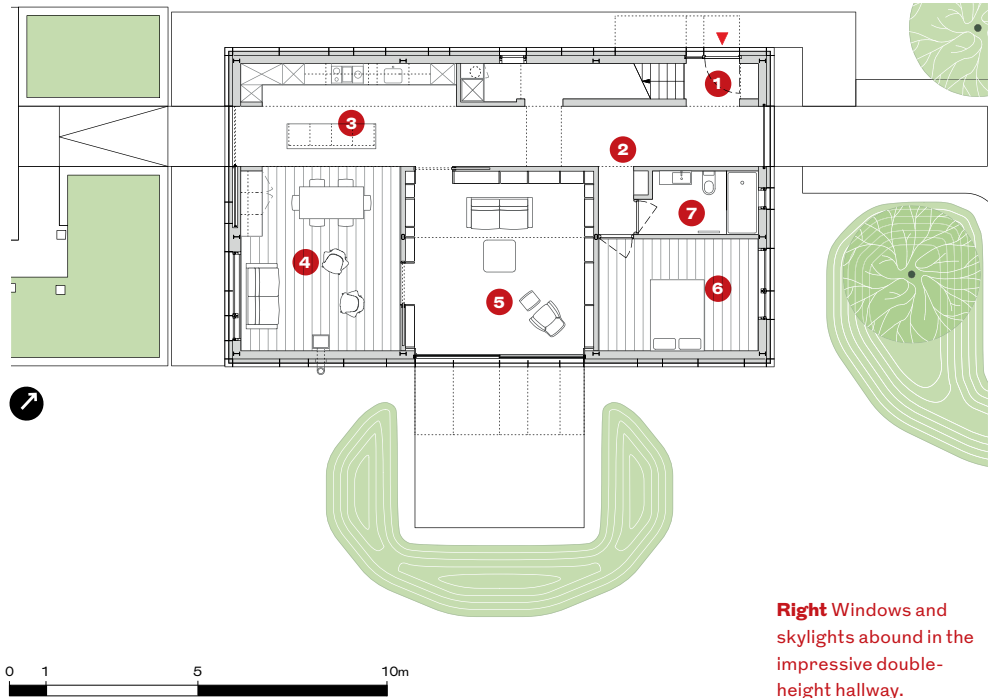 1
2
3
4
5
6
7
0 1 5 10m
Right Windows and
skylights abound in the
impressive double-
height hallway.